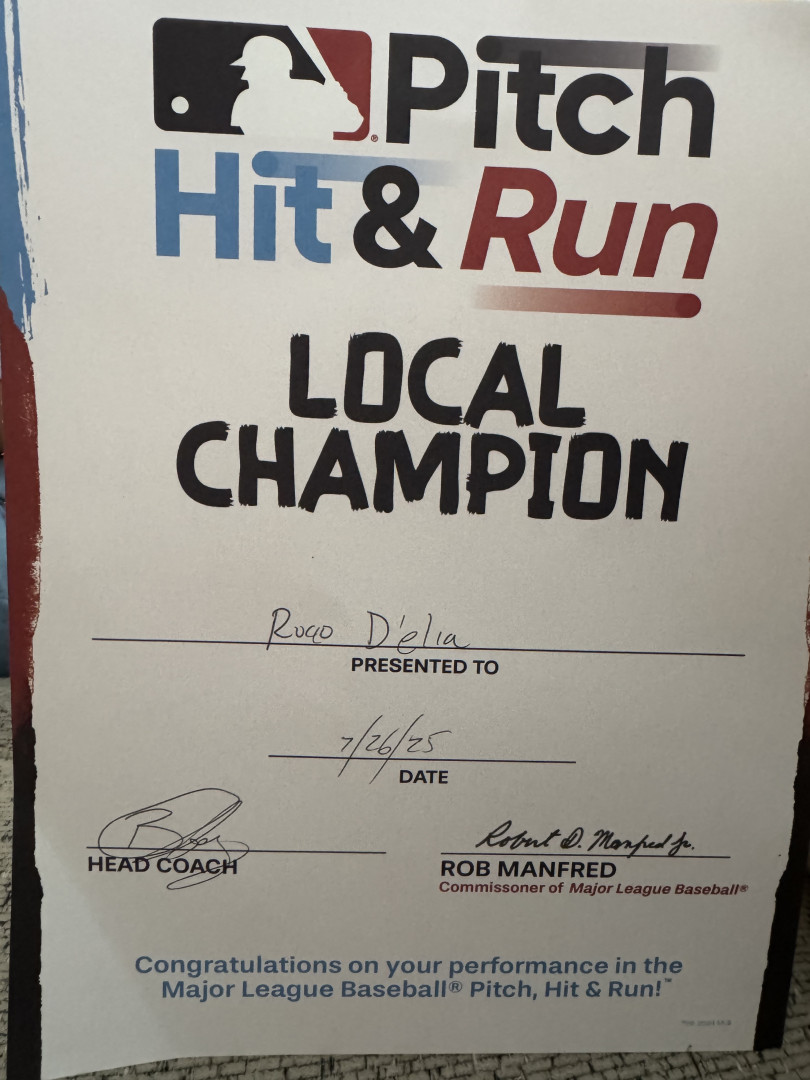 Pitch
Hit & Run
LOCAL
CHAMPION
Rocco D'elia
PRESENTED TO
7/26/25
DATE
HEAD COACH
Robert D. Manfred Jr.
ROB MANFRED
Commissoner of Major League Baseball®
Congratulations on your performance in the
Major League Baseball® Pitch, Hit & Run!™